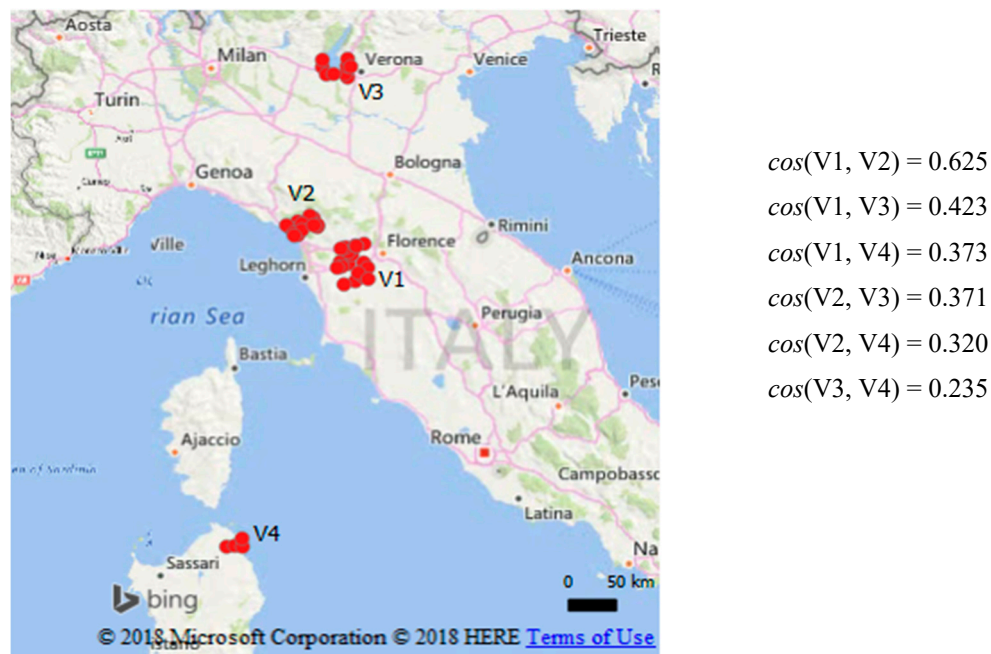 Aosta
Trieste
Milan
Verona
Venice
V3
Turin
Bologna
Genoa
V2
Rimini
Florence
Ville
Leghorn
V1
Ancona
rian Sea
Perugia
ITALY
Bastia
L'Aquila
Pes
Rome
Ajaccio
Campobasso
Latina
V4
Sassari
Na
0 50 km
bing
© 2018 Microsoft Corporation © 2018 HERE Terms of Use
cos(V1, V2) = 0.625
cos(V1, V3) = 0.423
cos(V1, V4) = 0.373
cos(V2, V3) = 0.371
cos(V2, V4) = 0.320
cos(V3, V4) = 0.235